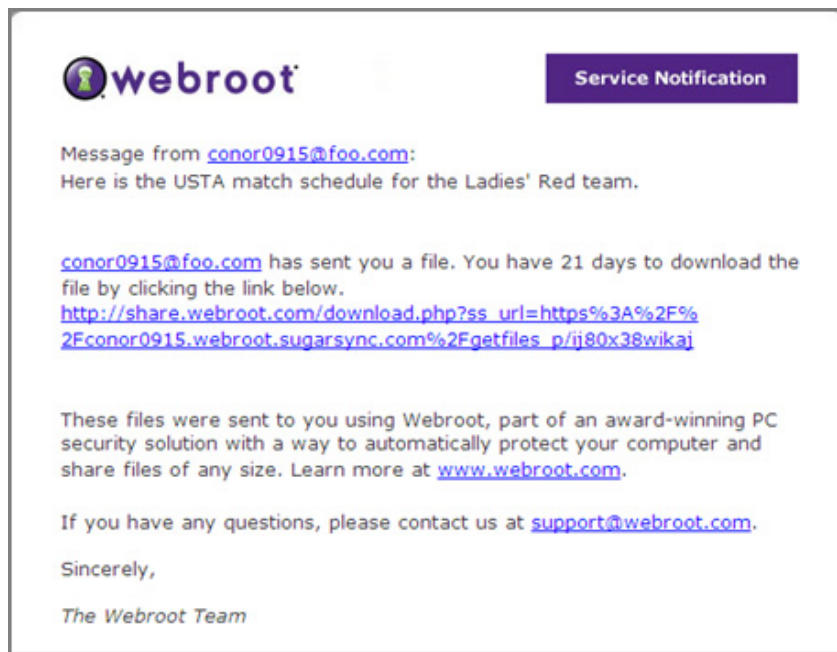 webroot
Service Notification
Message from conor0915@foo.com:
Here is the USTA match schedule for the Ladies' Red team.
conor0915@foo.com has sent you a file. You have 21 days to download the
file by clicking the link below.
http://share.webroot.com/download.php?ss_url=https%3A%2F%
2Fconor0915.webroot.sugarsync.com%2Fgetfiles_p/ij80x38wikaj
These files were sent to you using Webroot, part of an award-winning PC
security solution with a way to automatically protect your computer and
share files of any size. Learn more at www.webroot.com.
If you have any questions, please contact us at support@webroot.com.
Sincerely,
The Webroot Team